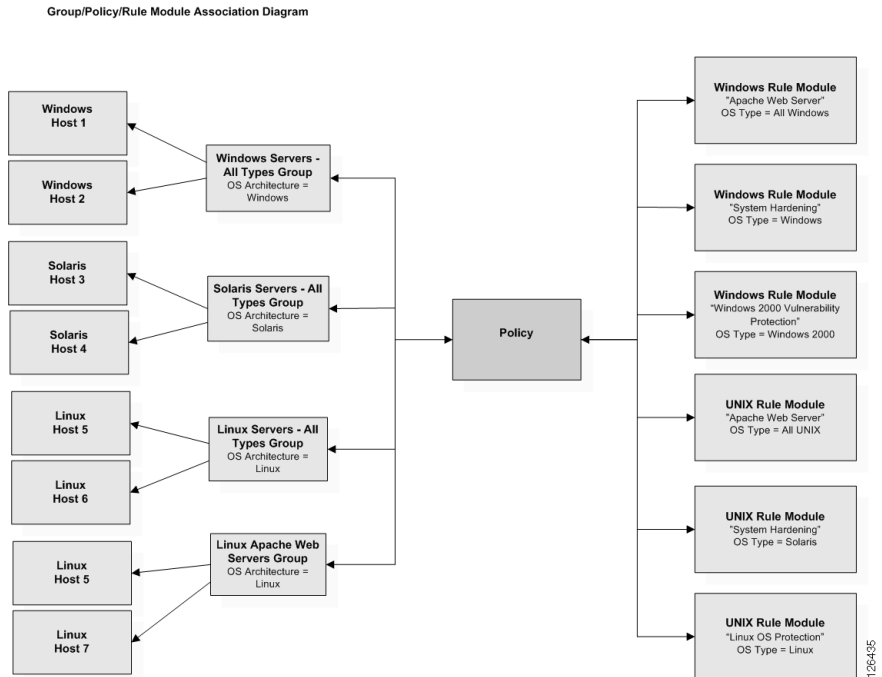 Group/Policy/Rule Module Association Diagram
Windows
Host 1
Windows
Host 2
Solaris
Host 3
Solaris
Host 4
Linux
Host 5
Linux
Host 6
Linux
Host 5
Linux
Host 7
Windows Servers -
All Types Group
OS Architecture =
Windows
Solaris Servers - All
Types Group
OS Architecture =
Solaris
Linux Servers - All
Types Group
OS Architecture =
Linux
Linux Apache Web
Servers Group
OS Architecture =
Linux
Policy
Windows Rule Module
"Apache Web Server"
OS Type = All Windows
Windows Rule Module
"System Hardening"
OS Type = Windows
Windows Rule Module
"Windows 2000 Vulnerability
Protection"
OS Type = Windows 2000
UNIX Rule Module
"Apache Web Server"
OS Type = All UNIX
UNIX Rule Module
"System Hardening"
OS Type = Solaris
UNIX Rule Module
"Linux OS Protection"
OS Type = Linux
126435